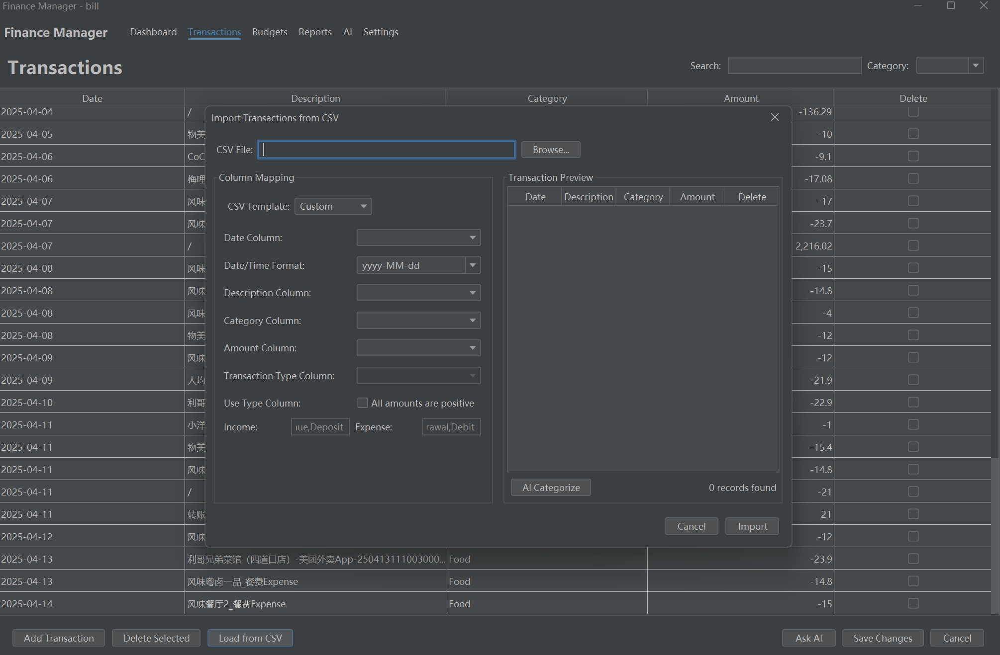 Finance Manager - bill
Finance Manager Dashboard Transactions Budgets Reports AI Settings
Transactions Search: Category:
Date Description Category Amount Delete
2025-04-04 / -136.29
Import Transactions from CSV
2025-04-05 物美 -10
CSV File: Browse...
2025-04-06 CoC -9.1
2025-04-06 梅哩 -17.08
Column Mapping Transaction Preview
Date Description Category Amount Delete
2025-04-07 风味 -17
CSV Template: Custom
2025-04-07 风味 -23.7
Date Column:
2025-04-07 / 2,216.02
Date/Time Format: yyyy-MM-dd
2025-04-08 风味 -15
2025-04-08 风味 -14.8
Description Column:
2025-04-08 风味 -4
Category Column:
2025-04-08 物美 -12
Amount Column:
2025-04-09 风味 -12
Transaction Type Column:
2025-04-09 人均 -21.9
2025-04-10 利哥 -22.9
Use Type Column: All amounts are positive
2025-04-11 小洋 -1
Income: ue,Deposit Expense: rawal,Debit
2025-04-11 物美 -15.4
2025-04-11 风味 -14.8
AI Categorize 0 records found
2025-04-11 / -21
2025-04-11 转账 21
Cancel Import
2025-04-12 风味 -12
2025-04-13 利哥兄弟菜馆（四道口店）-美团外卖App-250413111003000... Food -23.9
2025-04-13 风味粤卤一品_餐费Expense Food -14.8
2025-04-14 风味餐厅2_餐费Expense Food -15
Add Transaction Delete Selected Load from CSV Ask AI Save Changes Cancel